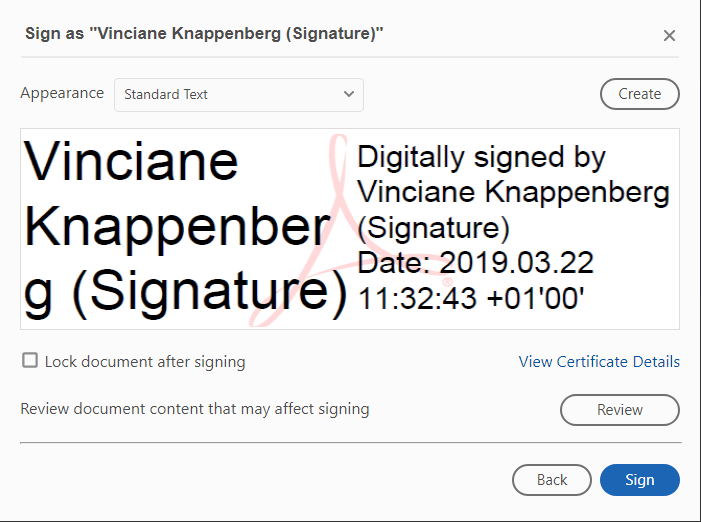 Sign as "Vinciane Knappenberg (Signature)"
Appearance
Standard Text
Create
Vinciane
Knappenber
g (Signature)
Digitally signed by
Vinciane Knappenberg
(Signature)
Date: 2019.03.22
11:32:43 +01'00'
Lock document after signing
View Certificate Details
Review document content that may affect signing
Review
Back
Sign